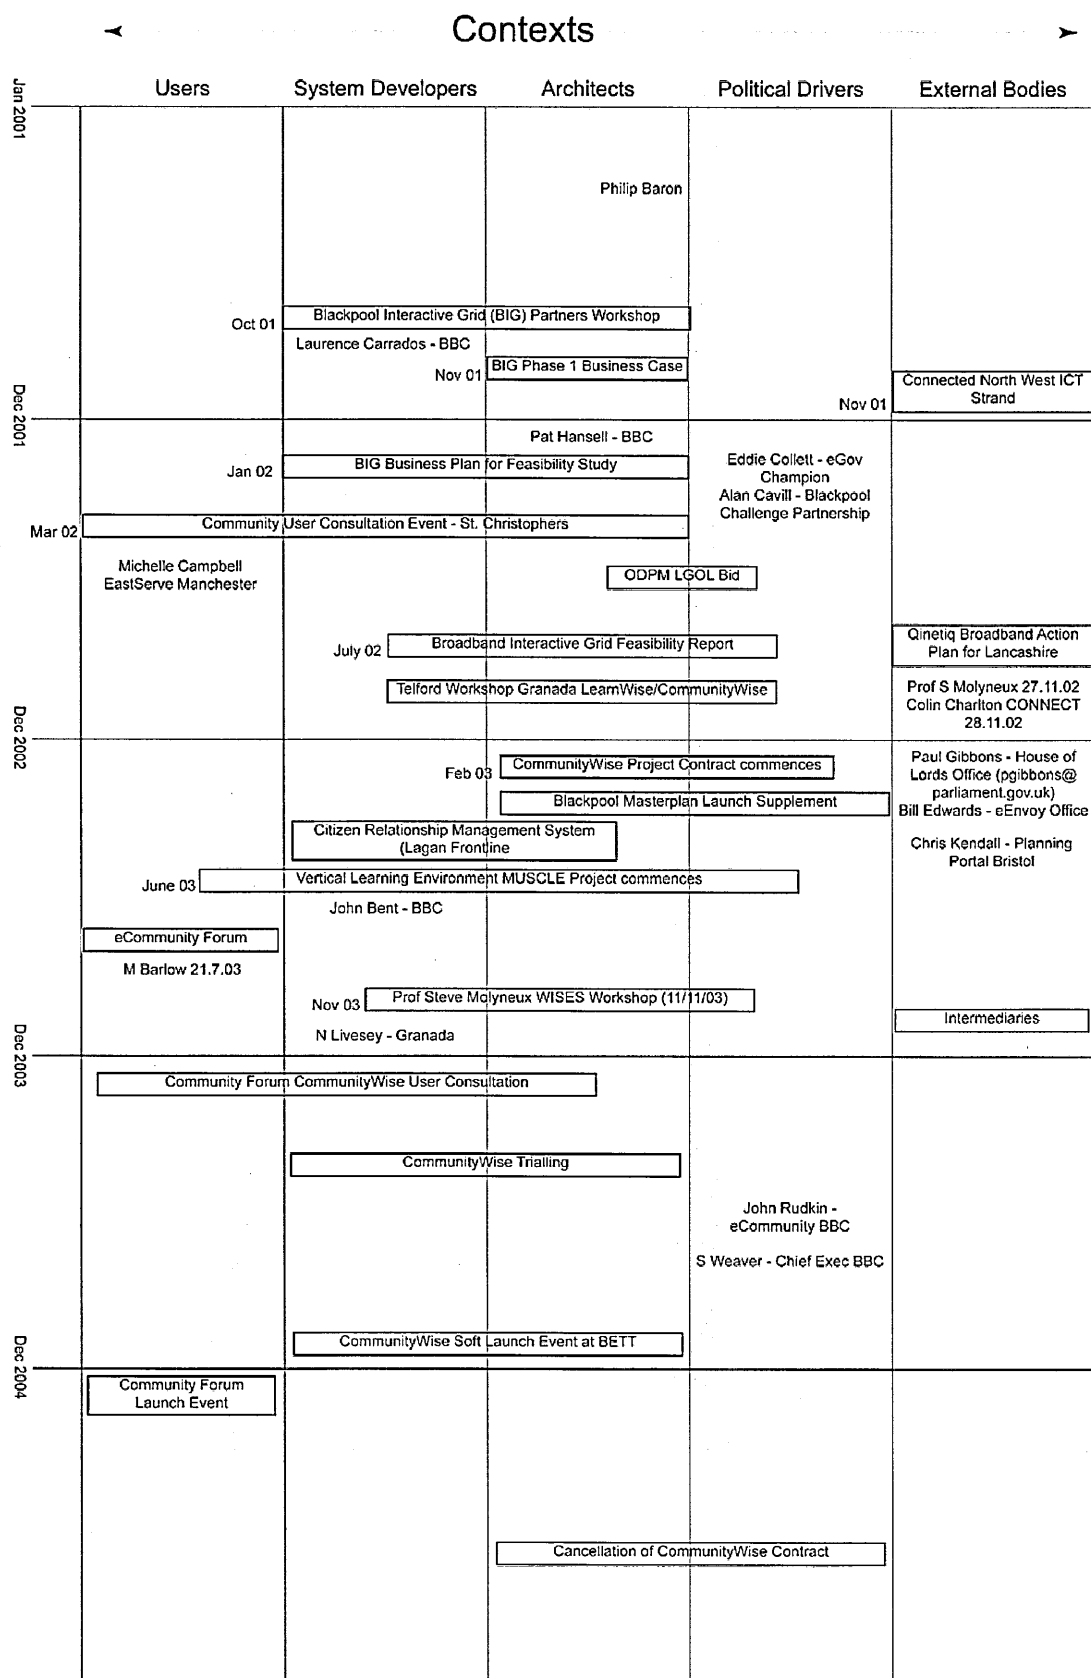 Contexts
Users
System Developers
Architects
Political Drivers
External Bodies
Jan 2001
Philip Baron
Oct 01
Blackpool Interactive Grid (BIG) Partners Workshop
Laurence Carrados - BBC
Nov 01
BIG Phase 1 Business Case
Nov 01
Connected North West ICT
Strand
Dec 2001
Pat Hansell - BBC
Jan 02
BIG Business Plan for Feasibility Study
Eddie Collett - eGov
Champion
Alan Cavill - Blackpool
Challenge Partnership
Mar 02
Community User Consultation Event - St. Christophers
Michelle Campbell
EastServe Manchester
ODPM LGOL Bid
July 02
Broadband Interactive Grid Feasibility Report
Qinetiq Broadband Action
Plan for Lancashire
Telford Workshop Granada LearnWise/CommunityWise
Prof S Molyneux 27.11.02
Colin Charlton CONNECT
28.11.02
Dec 2002
Feb 03
CommunityWise Project Contract commences
Paul Gibbons - House of
Lords Office (pgibbons@
parliament.gov.uk)
Bill Edwards - eEnvoy Office
Blackpool Masterplan Launch Supplement
Citizen Relationship Management System
(Lagan Frontline
Chris Kendall - Planning
Portal Bristol
June 03
Vertical Learning Environment MUSCLE Project commences
John Bent - BBC
eCommunity Forum
M Barlow 21.7.03
Nov 03
Prof Steve Molyneux WISES Workshop (11/11/03)
Intermediaries
N Livesey - Granada
Dec 2003
Community Forum CommunityWise User Consultation
CommunityWise Trialling
John Rudkin -
eCommunity BBC
S Weaver - Chief Exec BBC
CommunityWise Soft Launch Event at BETT
Dec 2004
Community Forum
Launch Event
Cancellation of CommunityWise Contract